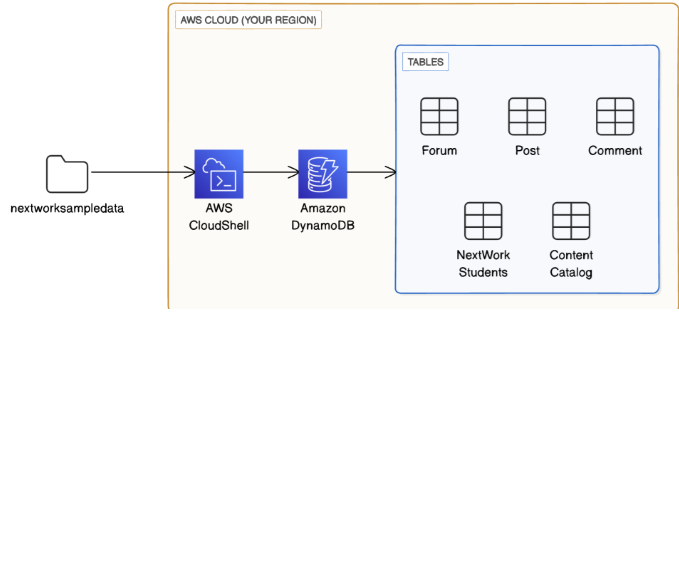 AWS CLOUD (YOUR REGION)
TABLES
Forum
Post
Comment
nextworksampledata
AWS
CloudShell
Amazon
DynamoDB
NextWork
Students
Content
Catalog